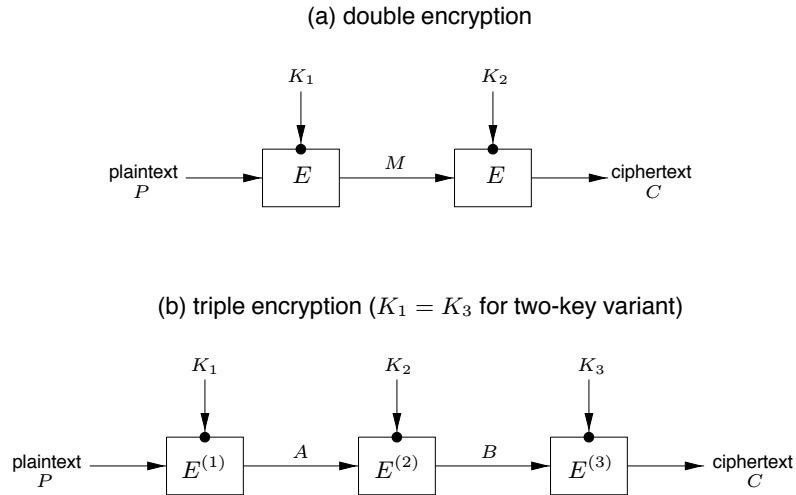 (a) double encryption
K₁ K₂
plaintext
P
E
M
E
ciphertext
C
(b) triple encryption (K₁ = K₃ for two-key variant)
K₁ K₂ K₃
plaintext
P
E⁽¹⁾
A
E⁽²⁾
B
E⁽³⁾
ciphertext
C